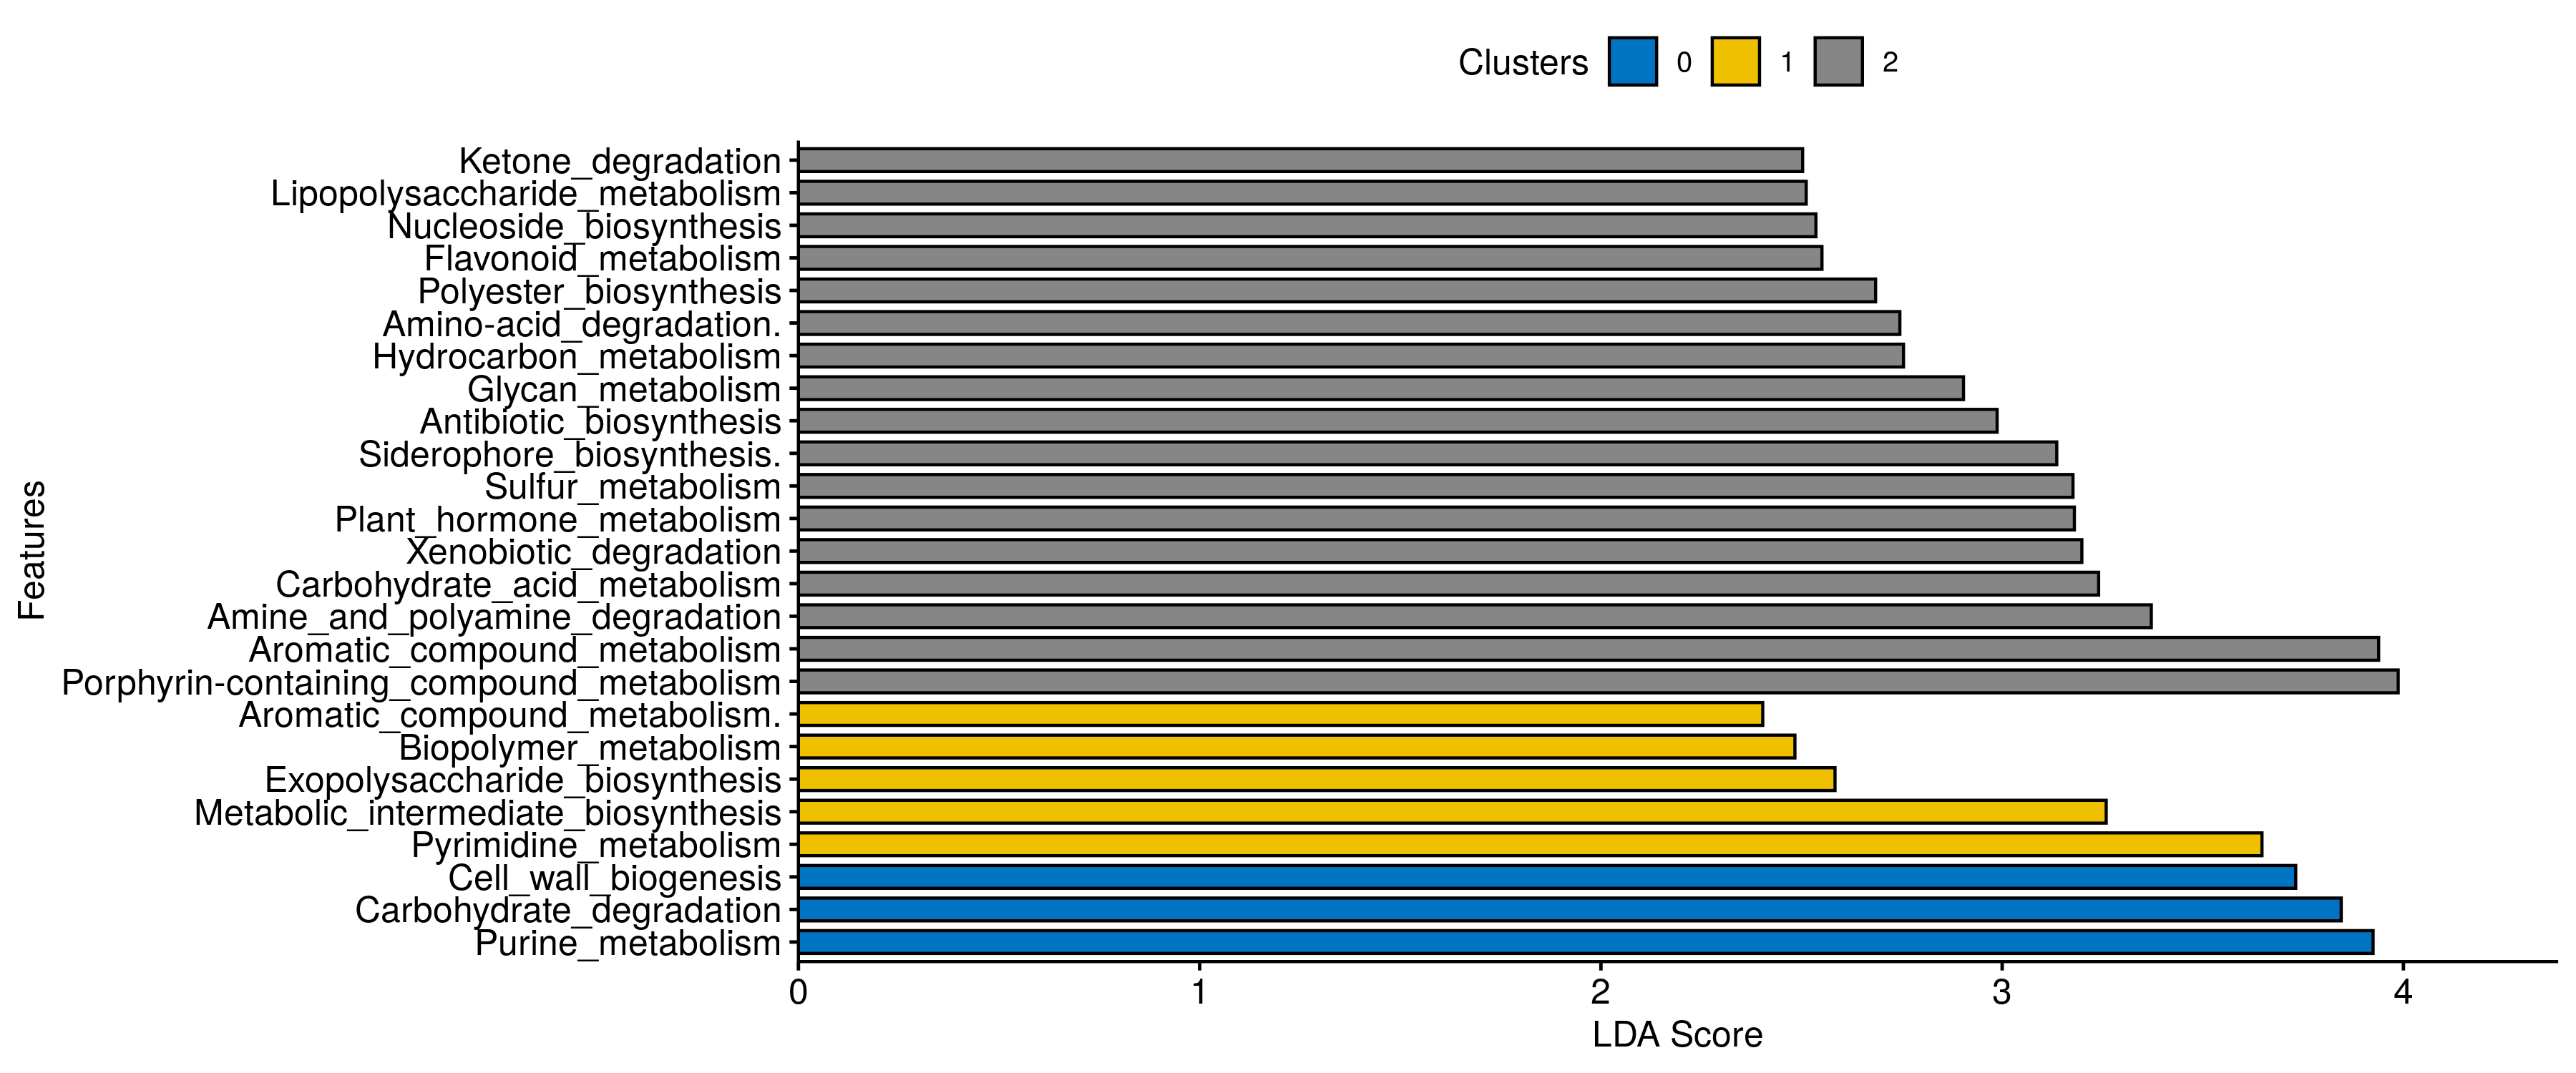 Clusters 0 1 2
Ketone_degradation
Lipopolysaccharide_metabolism
Nucleoside_biosynthesis
Flavonoid_metabolism
Polyester_biosynthesis
Amino-acid_degradation.
Hydrocarbon_metabolism
Glycan_metabolism
Antibiotic_biosynthesis
Siderophore_biosynthesis.
Sulfur_metabolism
Plant_hormone_metabolism
Xenobiotic_degradation
Carbohydrate_acid_metabolism
Amine_and_polyamine_degradation
Aromatic_compound_metabolism
Porphyrin-containing_compound_metabolism
Aromatic_compound_metabolism.
Biopolymer_metabolism
Exopolysaccharide_biosynthesis
Metabolic_intermediate_biosynthesis
Pyrimidine_metabolism
Cell_wall_biogenesis
Carbohydrate_degradation
Purine_metabolism
Features
0 1 2 3 4
LDA Score